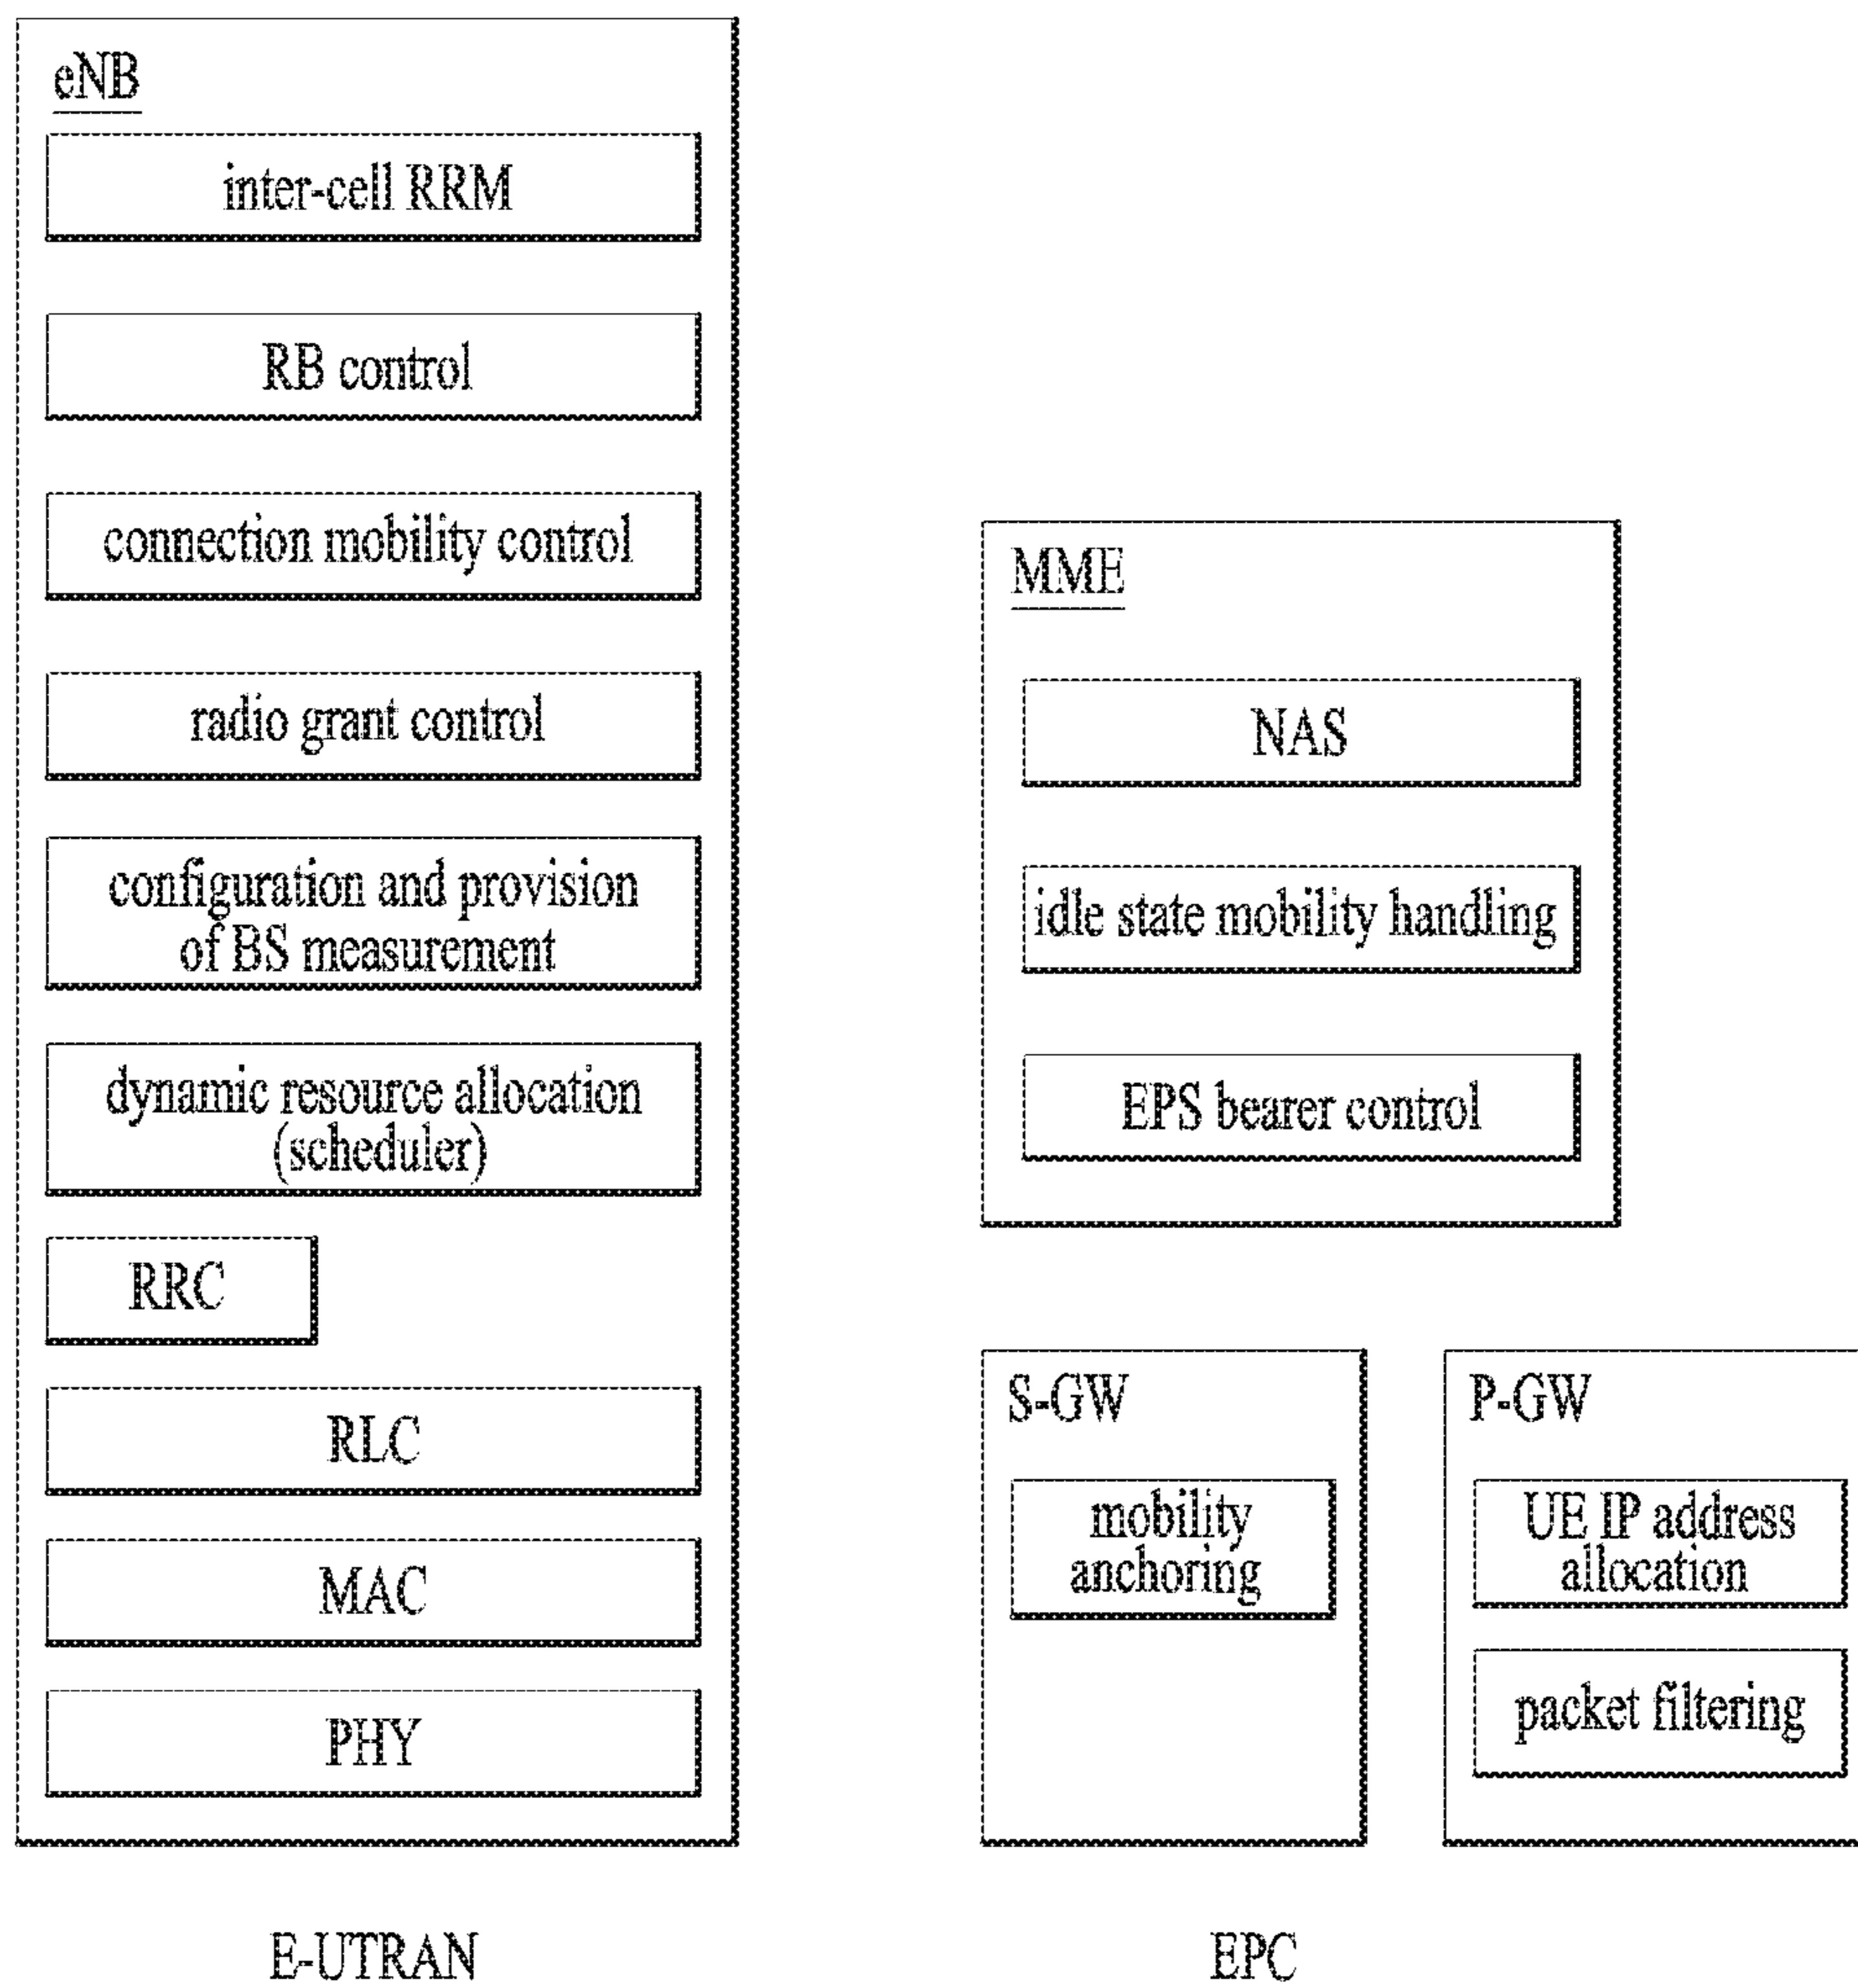 eNB
inter-cell RRM
RB control
connection mobility control
radio grant control
configuration and provision
of BS measurement
dynamic resource allocation
(scheduler)
RRC
RLC
MAC
PHY
E-UTRAN
MME
NAS
idle state mobility handling
EPS bearer control
S-GW
mobility
anchoring
P-GW
UE IP address
allocation
packet filtering
EPC